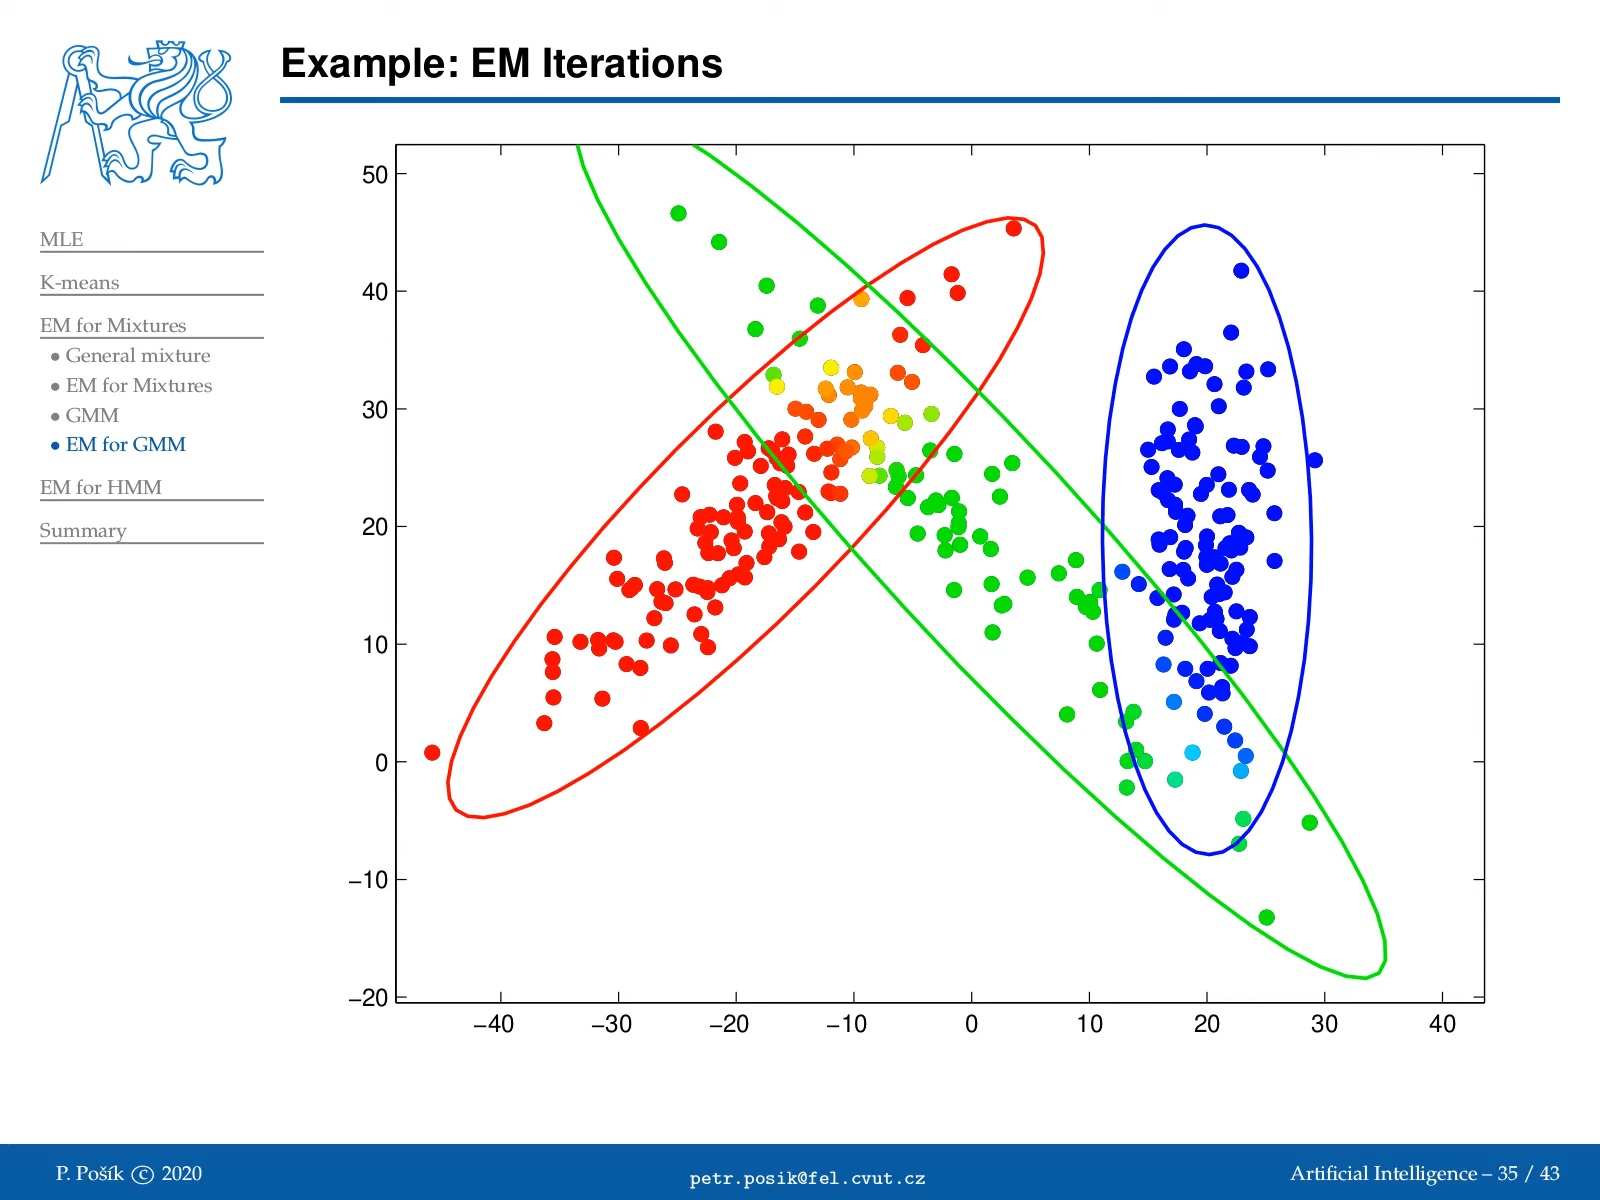 Example: EM Iterations
MLE
K-means
EM for Mixtures
• General mixture
• EM for Mixtures
• GMM
• EM for GMM
EM for HMM
Summary
50
40
30
20
10
0
−10
−20
−40 −30 −20 −10 0 10 20 30 40
P. Pošík © 2020 petr.posik@fel.cvut.cz Artificial Intelligence – 35 / 43